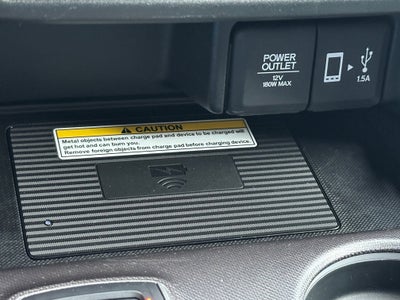 POWER
OUTLET
12V
180W MAX
1.5A
CAUTION
Metal objects between charge pad and device to be charged will
get hot and can burn you.
Remove foreign objects from charge pad before charging device.